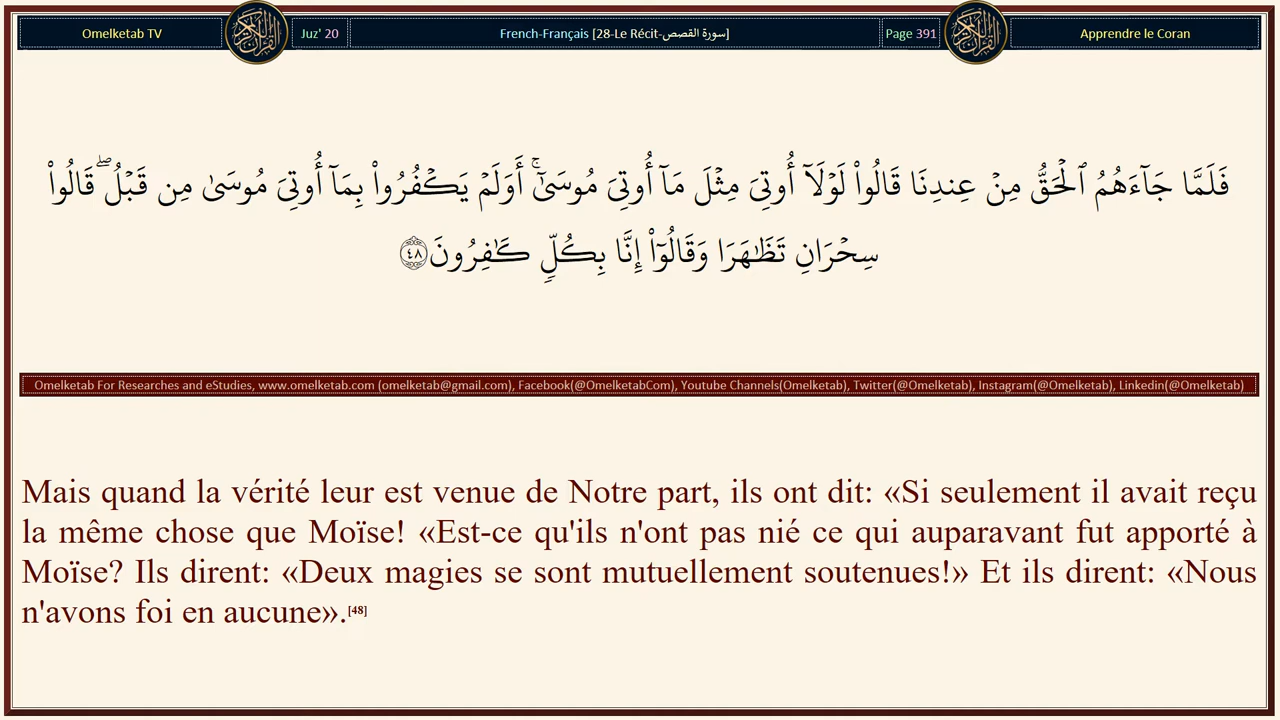 Omelketab TV
Juz' 20
French-Français [28-Le Récit-سورة القصص]
Page 391
Apprendre le Coran
فَلَمَّا جَآءَهُمُ ٱلْحَقُّ مِنْ عِندِنَا قَالُوا۟ لَوْلَآ أُوتِىَ مِثْلَ مَآ أُوتِىَ مُوسَىٰٓ ۚ أَوَلَمْ يَكْفُرُوا۟ بِمَآ أُوتِىَ مُوسَىٰ مِن قَبْلُ ۖ قَالُوا۟
سِحْرَانِ تَظَٰهَرَا وَقَالُوٓا۟ إِنَّا بِكُلٍّ كَٰفِرُونَ ٤٨
Omelketab For Researches and eStudies, www.omelketab.com (omelketab@gmail.com), Facebook(@OmelketabCom), Youtube Channels(Omelketab), Twitter(@Omelketab), Instagram(@Omelketab), Linkedin(@Omelketab)
Mais quand la vérité leur est venue de Notre part, ils ont dit: «Si seulement il avait reçu
la même chose que Moïse! «Est-ce qu'ils n'ont pas nié ce qui auparavant fut apporté à
Moïse? Ils dirent: «Deux magies se sont mutuellement soutenues!» Et ils dirent: «Nous
n'avons foi en aucune».[48]